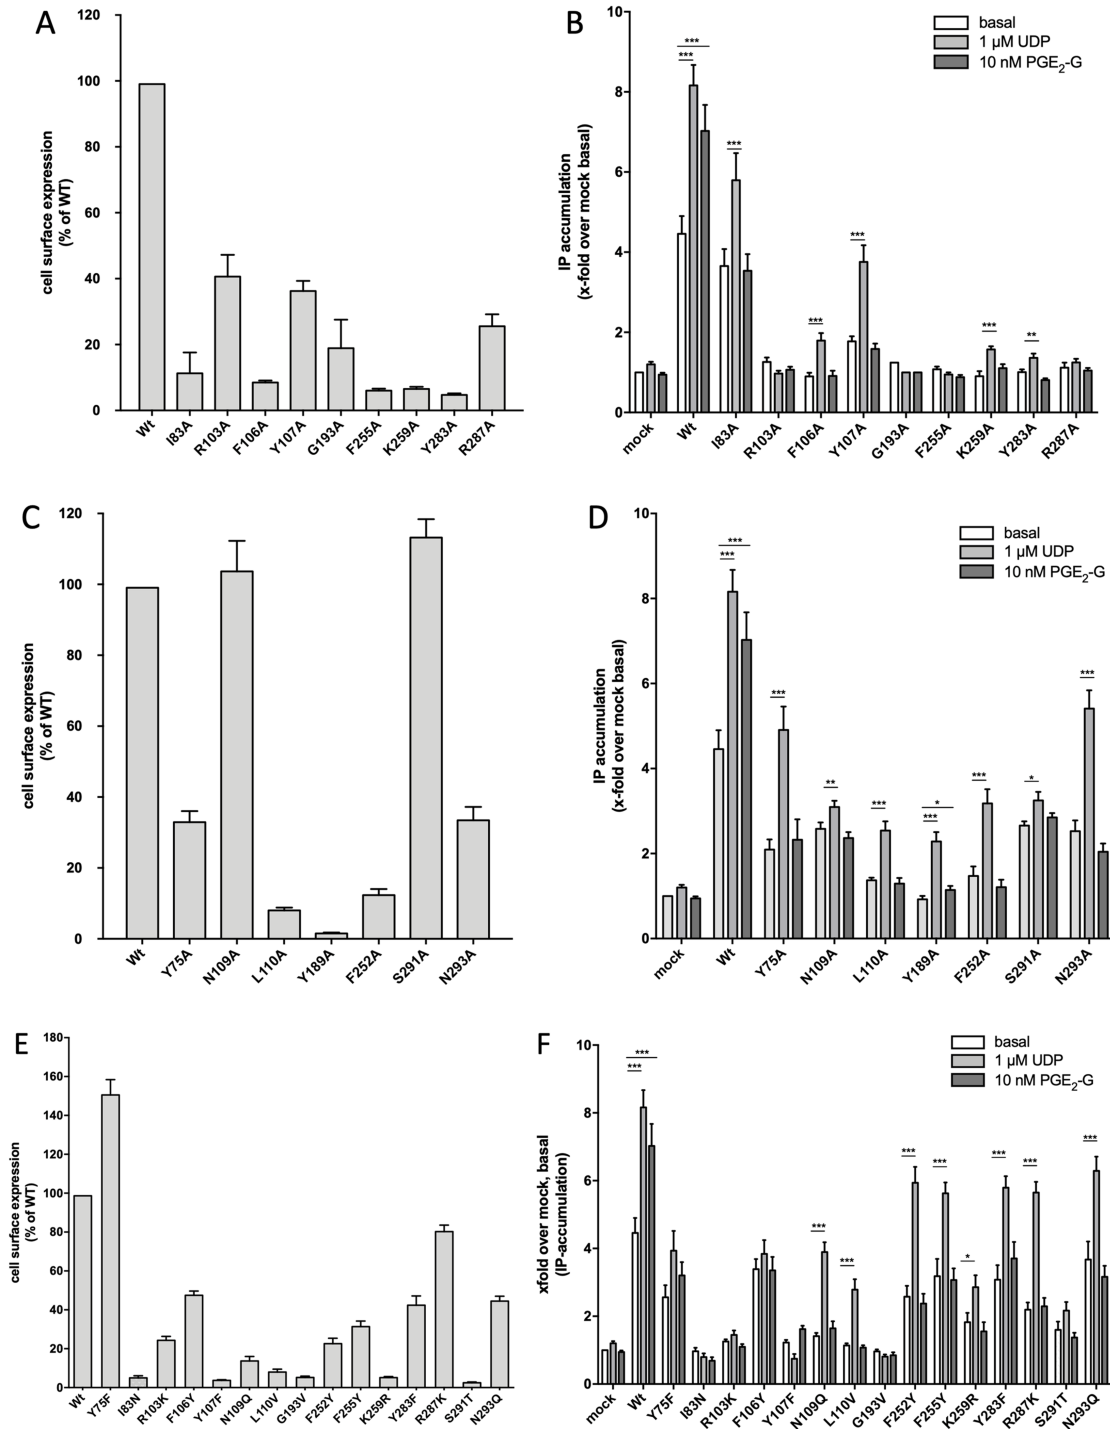 A
cell surface expression
(% of WT)
120
100
80
60
40
20
0
Wt
I83A
R103A
F106A
Y107A
G193A
F255A
K259A
Y283A
R287A
B
IP accumulation
(x-fold over mock basal)
10
8
6
4
2
0
basal
1 µM UDP
10 nM PGE2-G
***
***
***
***
***
***
**
mock
Wt
I83A
R103A
F106A
Y107A
G193A
F255A
K259A
Y283A
R287A
C
cell surface expression
(% of WT)
120
100
80
60
40
20
0
Wt
Y75A
N109A
L110A
Y189A
F252A
S291A
N293A
D
IP accumulation
(x-fold over mock basal)
10
8
6
4
2
0
basal
1 µM UDP
10 nM PGE2-G
***
***
***
**
***
*
***
***
*
***
mock
Wt
Y75A
N109A
L110A
Y189A
F252A
S291A
N293A
E
cell surface expression
(% of WT)
180
160
140
120
100
80
60
40
20
0
Wt
Y75F
I83N
R103K
F106Y
Y107F
N109Q
L110V
G193V
F252Y
F255Y
K259R
Y283F
R287K
S291T
N293Q
F
xfold over mock, basal
(IP-accumulation)
10
8
6
4
2
0
basal
1 µM UDP
10 nM PGE2-G
***
***
***
***
***
***
*
***
***
***
mock
Wt
Y75F
I83N
R103K
F106Y
Y107F
N109Q
L110V
G193V
F252Y
F255Y
K259R
Y283F
R287K
S291T
N293Q